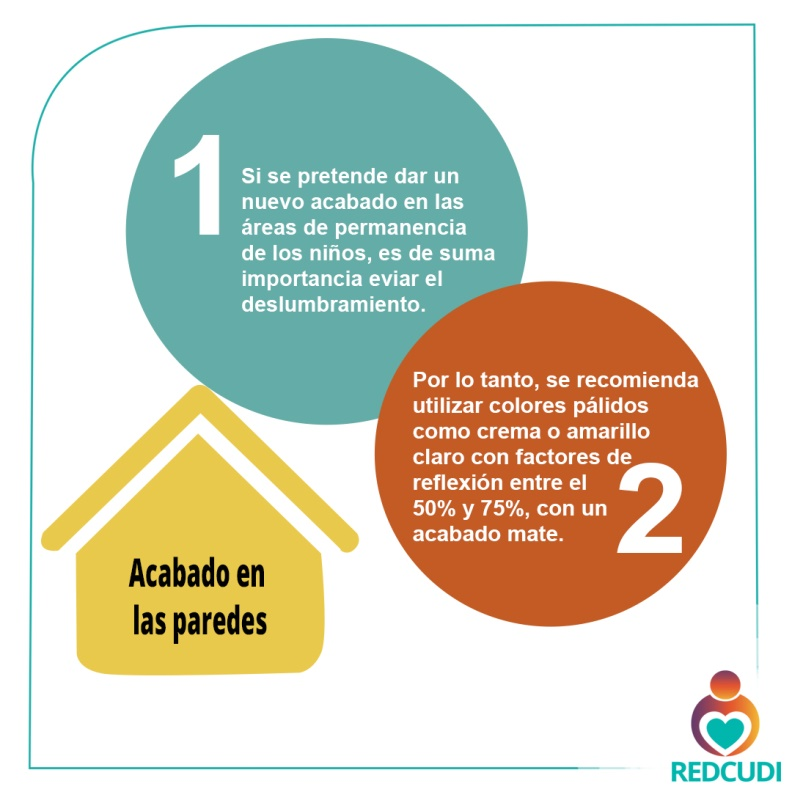 1
Si se pretende dar un
nuevo acabado en las
áreas de permanencia
de los niños, es de suma
importancia eviar el
deslumbramiento.
Por lo tanto, se recomienda
utilizar colores pálidos
como crema o amarillo
claro con factores de
reflexión entre el
50% y 75%, con un
acabado mate.
2
Acabado en
las paredes
REDCUDI